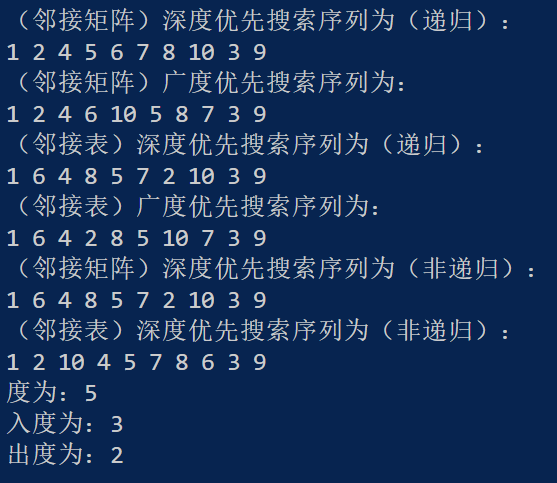 （邻接矩阵）深度优先搜索序列为（递归）：
1 2 4 5 6 7 8 10 3 9
（邻接矩阵）广度优先搜索序列为：
1 2 4 6 10 5 8 7 3 9
（邻接表）深度优先搜索序列为（递归）：
1 6 4 8 5 7 2 10 3 9
（邻接表）广度优先搜索序列为：
1 6 4 2 8 5 10 7 3 9
（邻接矩阵）深度优先搜索序列为（非递归）：
1 6 4 8 5 7 2 10 3 9
（邻接表）深度优先搜索序列为（非递归）：
1 2 10 4 5 7 8 6 3 9
度为：5
入度为：3
出度为：2